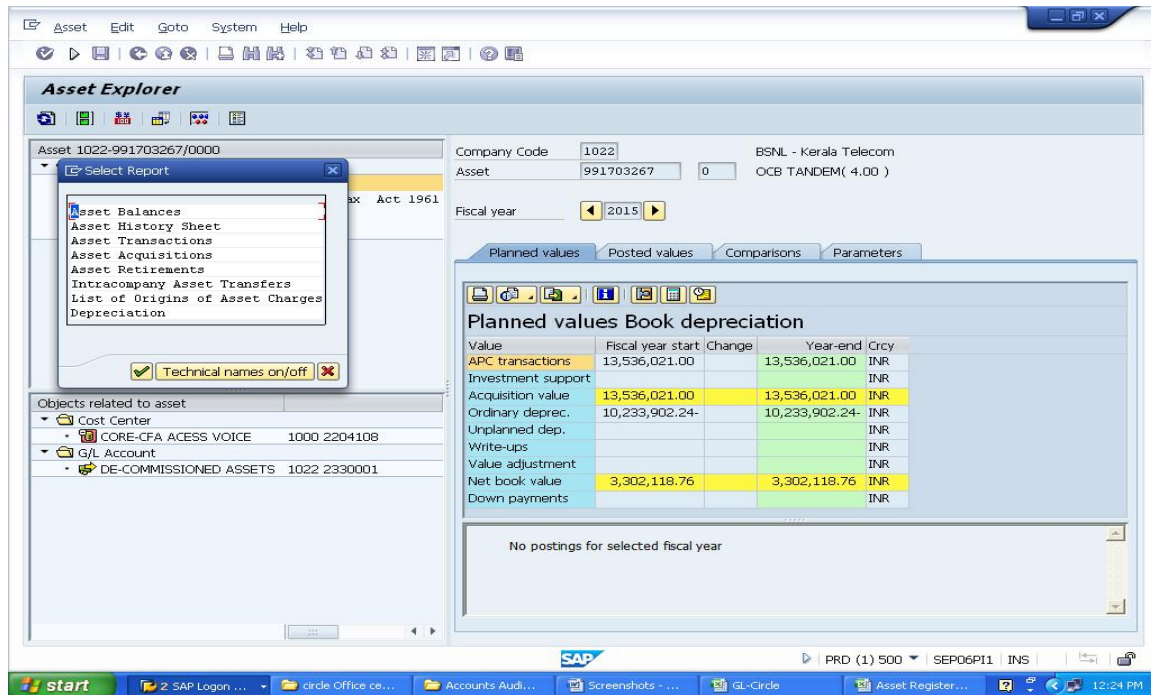 Asset Edit Goto System Help
Asset Explorer
Asset 1022-991703267/0000
Select Report
Asset Balances
Asset History Sheet
Asset Transactions
Asset Acquisitions
Asset Retirements
Intracompany Asset Transfers
List of Origins of Asset Charges
Depreciation
Technical names on/off
Act 1961
Objects related to asset
Cost Center
CORE-CFA ACESS VOICE 1000 2204108
G/L Account
DE-COMMISSIONED ASSETS 1022 2330001
Company Code 1022 BSNL - Kerala Telecom
Asset 991703267 0 OCB TANDEM( 4.00 )
Fiscal year 2015
Planned values Posted values Comparisons Parameters
Planned values Book depreciation
Value Fiscal year start Change Year-end Crcy
APC transactions 13,536,021.00 13,536,021.00 INR
Investment support INR
Acquisition value 13,536,021.00 13,536,021.00 INR
Ordinary deprec. 10,233,902.24- 10,233,902.24- INR
Unplanned dep. INR
Write-ups INR
Value adjustment INR
Net book value 3,302,118.76 3,302,118.76 INR
Down payments INR
No postings for selected fiscal year
SAP PRD (1) 500 SEP06PI1 INS
start 2 SAP Logon ... circle Office ce... Accounts Audi... Screenshots - ... GL-Circle Asset Register... 12:24 PM